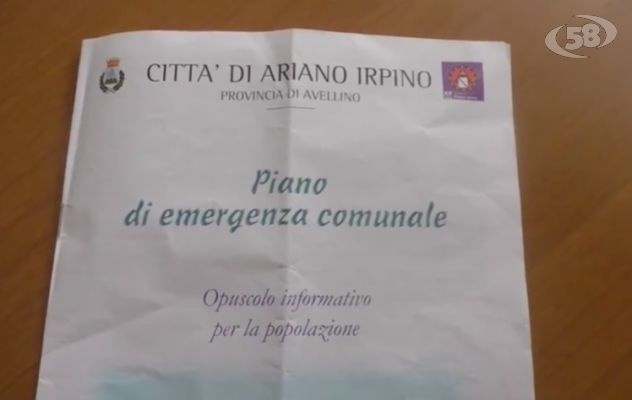 58
CITTA' DI ARIANO IRPINO
PROVINCIA DI AVELLINO
Piano
di emergenza comunale
Opuscolo informativo
per la popolazione